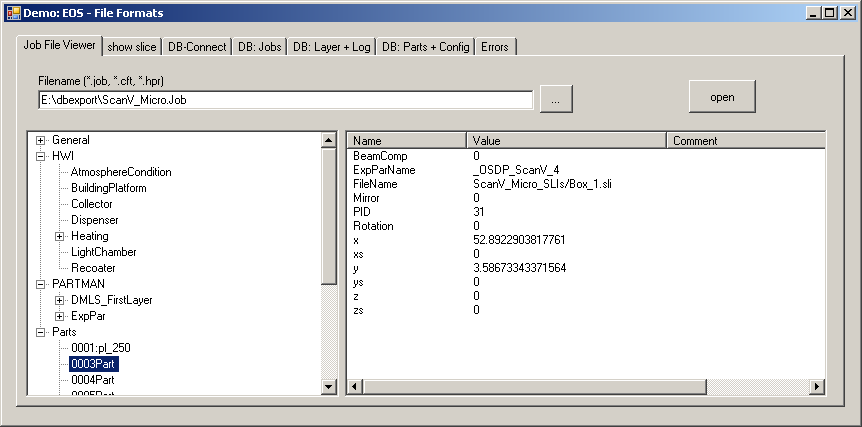 Demo: EOS - File Formats
Job File Viewer show slice DB-Connect DB: Jobs DB: Layer + Log DB: Parts + Config Errors
Filename (*.job, *.cft, *.hpr)
E:\dbexport\ScanV_Micro.Job ... open
General
HWI
AtmosphereCondition
BuildingPlatform
Collector
Dispenser
Heating
LightChamber
Recoater
PARTMAN
DMLS_FirstLayer
ExpPar
Parts
0001:pl_250
0003Part
0004Part
0005Part
Name Value Comment
BeamComp 0
ExpParName _OSDP_ScanV_4
FileName ScanV_Micro_SLIs/Box_1.sli
Mirror 0
PID 31
Rotation 0
x 52.8922903817761
xs 0
y 3.58673343371564
ys 0
z 0
zs 0